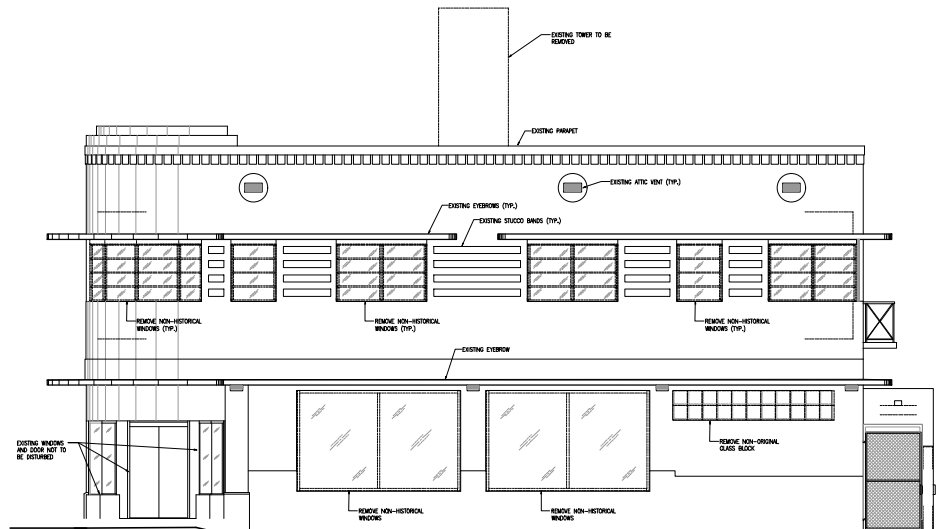 EXISTING TOWER TO BE
REMOVED
EXISTING PARAPET
EXISTING ATTIC VENT (TYP.)
EXISTING EYEBROWS (TYP.)
EXISTING STUCCO BANDS (TYP.)
REMOVE NON-HISTORICAL
WINDOWS (TYP.)
REMOVE NON-HISTORICAL
WINDOWS (TYP.)
REMOVE NON-HISTORICAL
WINDOWS (TYP.)
EXISTING EYEBROW
EXISTING WINDOWS
AND DOOR NOT TO
BE DISTURBED
REMOVE NON-ORIGINAL
GLASS BLOCK
REMOVE NON-HISTORICAL
WINDOWS
REMOVE NON-HISTORICAL
WINDOWS